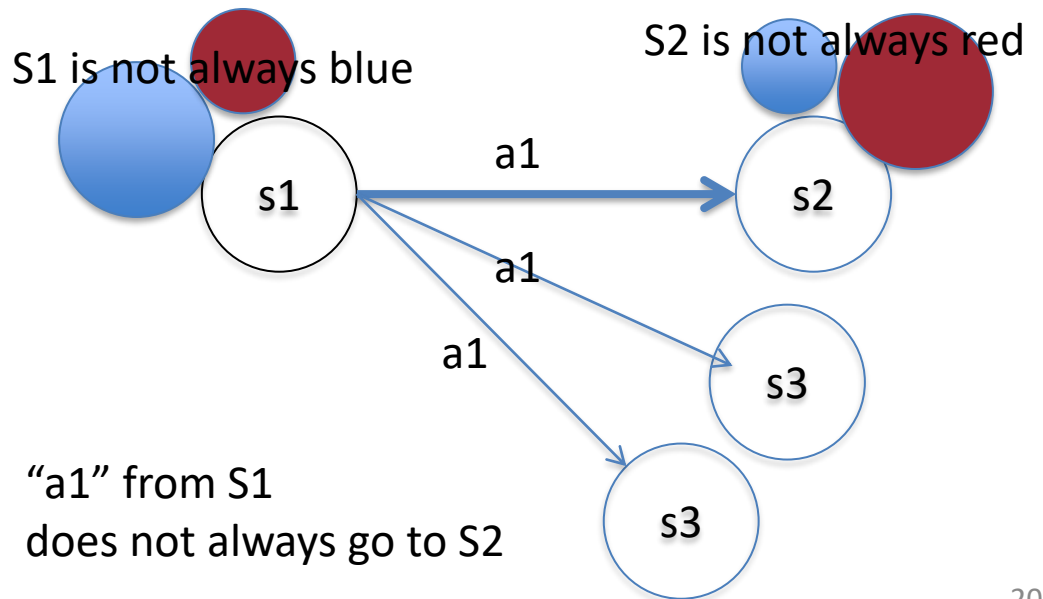 S1 is not always blue
S2 is not always red
a1
s1
s2
a1
a1
s3
s3
“a1” from S1
does not always go to S2
20